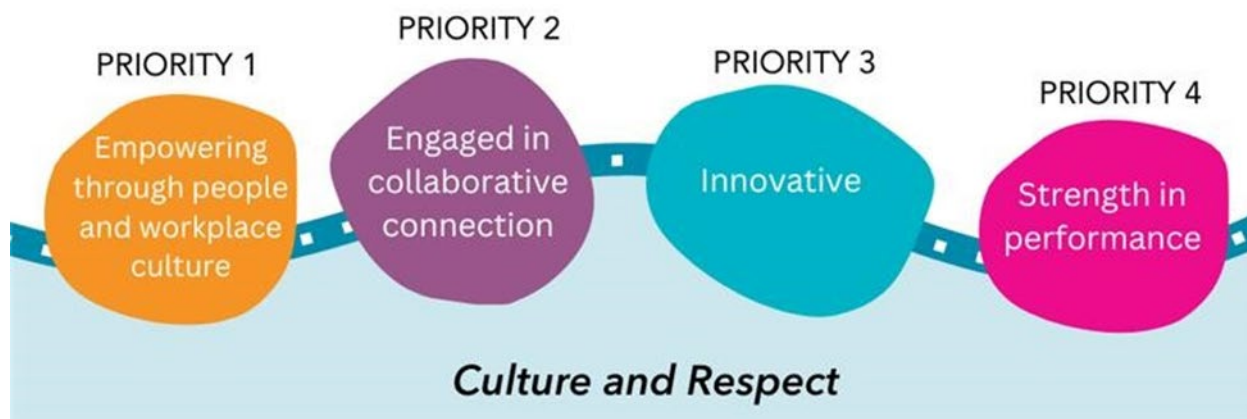 PRIORITY 1
Empowering
through people
and workplace
culture
PRIORITY 2
Engaged in
collaborative
connection
PRIORITY 3
Innovative
PRIORITY 4
Strength in
performance
Culture and Respect